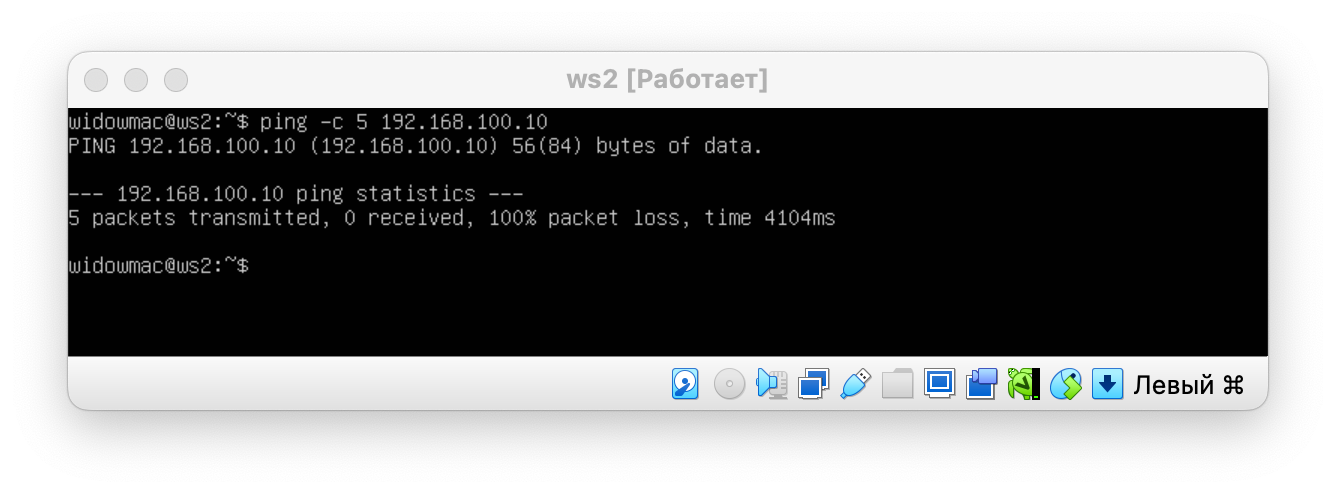 ws2 [Работает]
widowmac@ws2:~$ ping -c 5 192.168.100.10
PING 192.168.100.10 (192.168.100.10) 56(84) bytes of data.
--- 192.168.100.10 ping statistics ---
5 packets transmitted, 0 received, 100% packet loss, time 4104ms
widowmac@ws2:~$
Левый ⌘